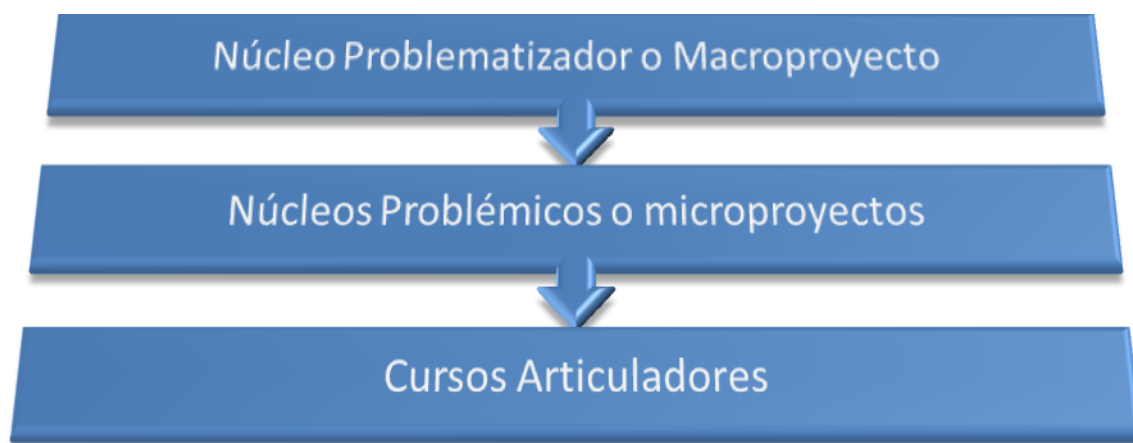 Núcleo Problematizador o Macroproyecto
Núcleos Problémicos o microproyectos
Cursos Articuladores